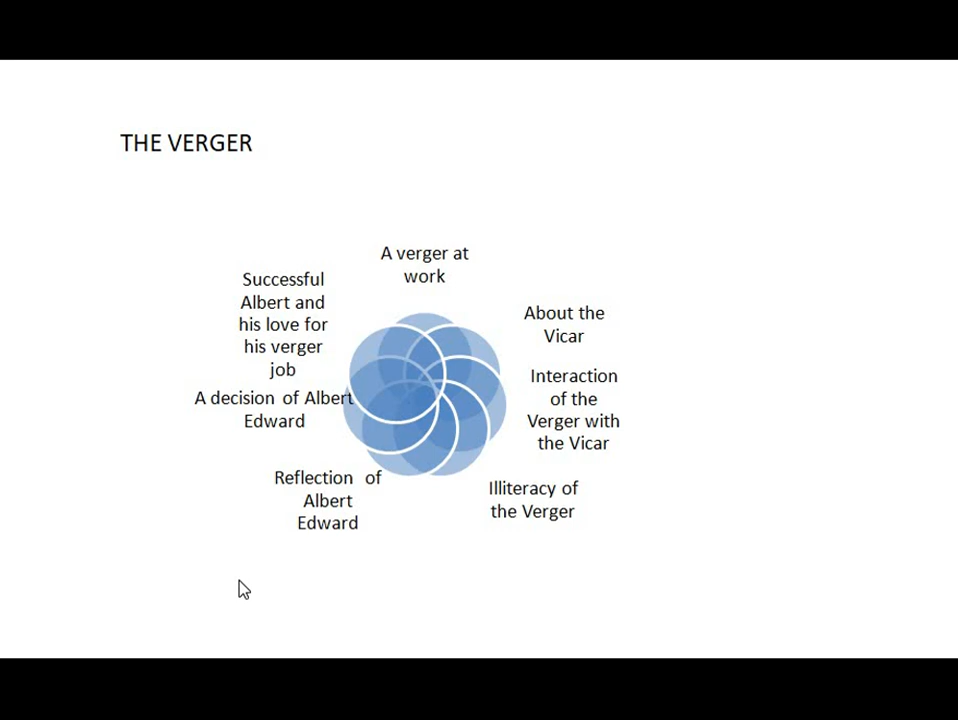 THE VERGER
A verger at
work
About the
Vicar
Interaction
of the
Verger with
the Vicar
Illiteracy of
the Verger
Reflection of
Albert
Edward
A decision of Albert
Edward
Successful
Albert and
his love for
his verger
job